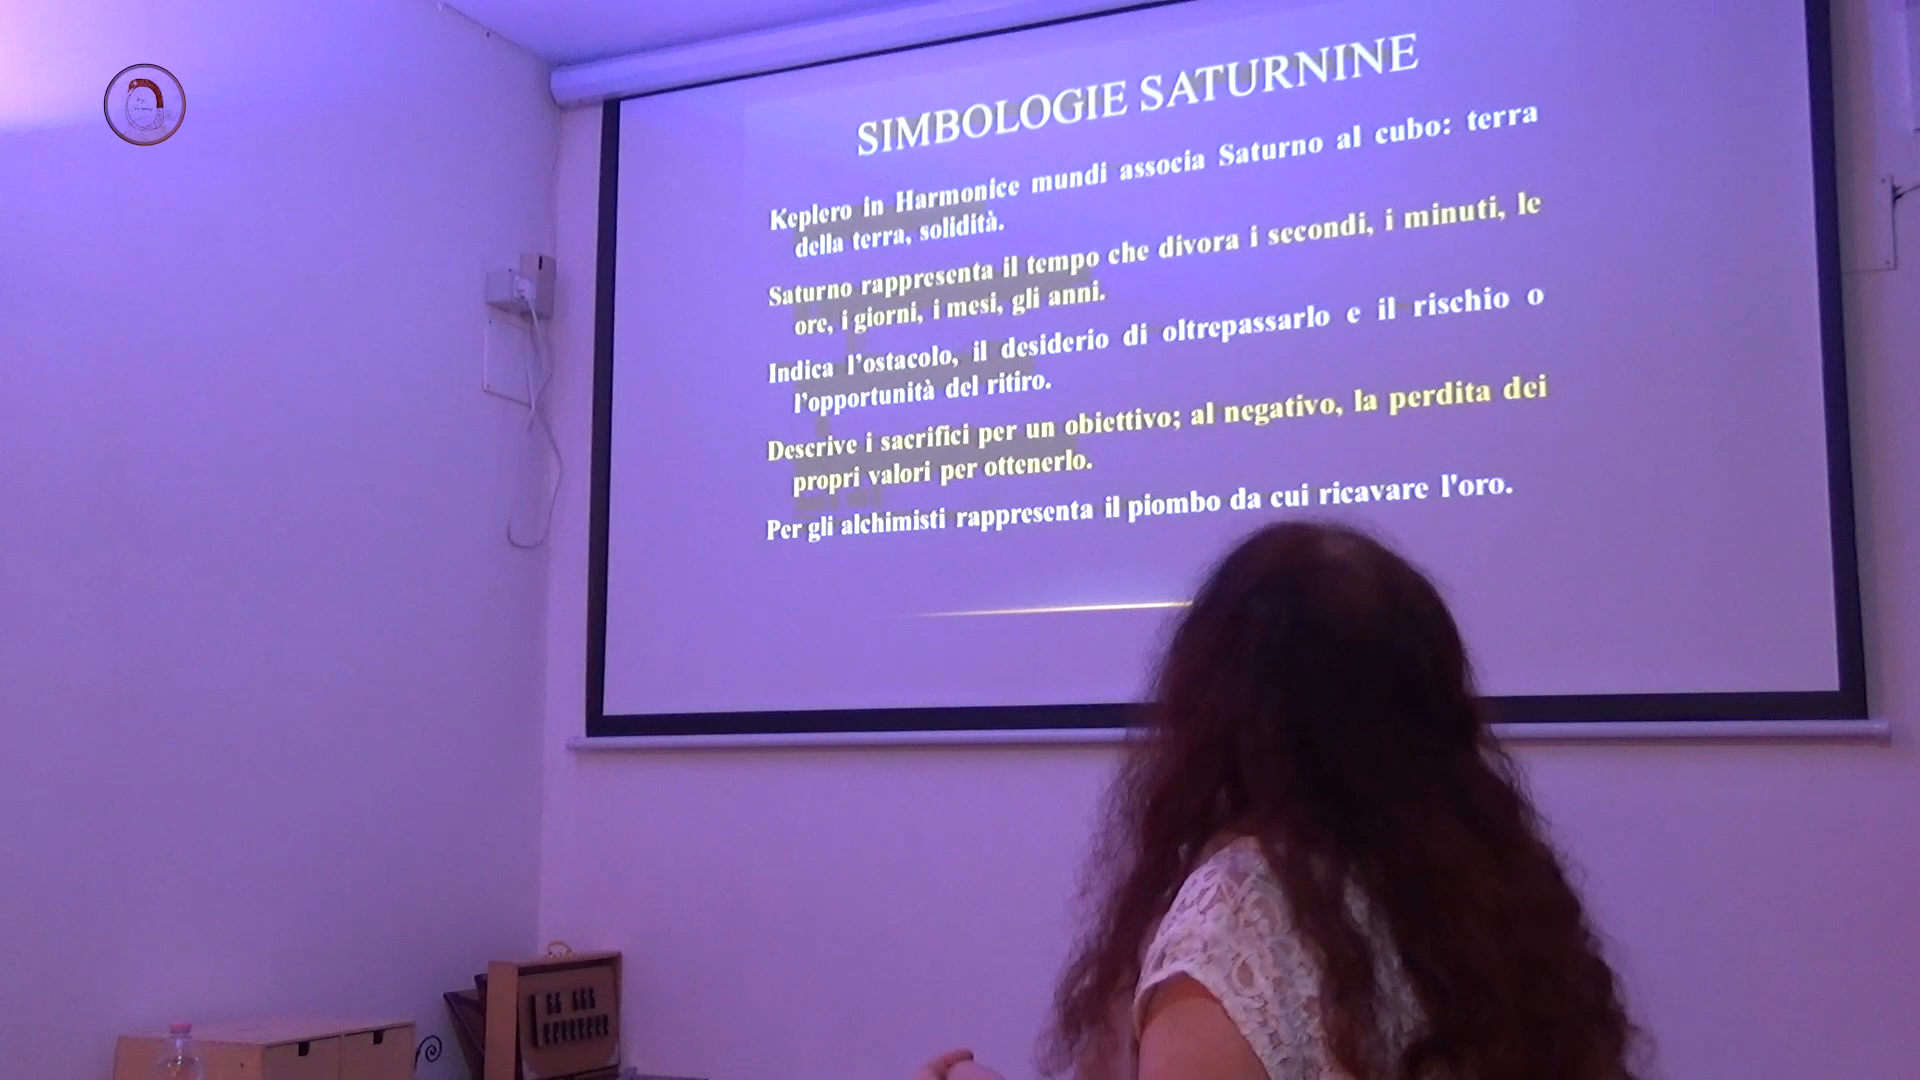 SIMBOLOGIE SATURNINE
Keplero in Harmonice mundi associa Saturno al cubo: terra
della terra, solidità.
Saturno rappresenta il tempo che divora i secondi, i minuti, le
ore, i giorni, i mesi, gli anni.
Indica l'ostacolo, il desiderio di oltrepassarlo e il rischio o
l'opportunità del ritiro.
Descrive i sacrifici per un obiettivo; al negativo, la perdita dei
propri valori per ottenerlo.
Per gli alchimisti rappresenta il piombo da cui ricavare l'oro.